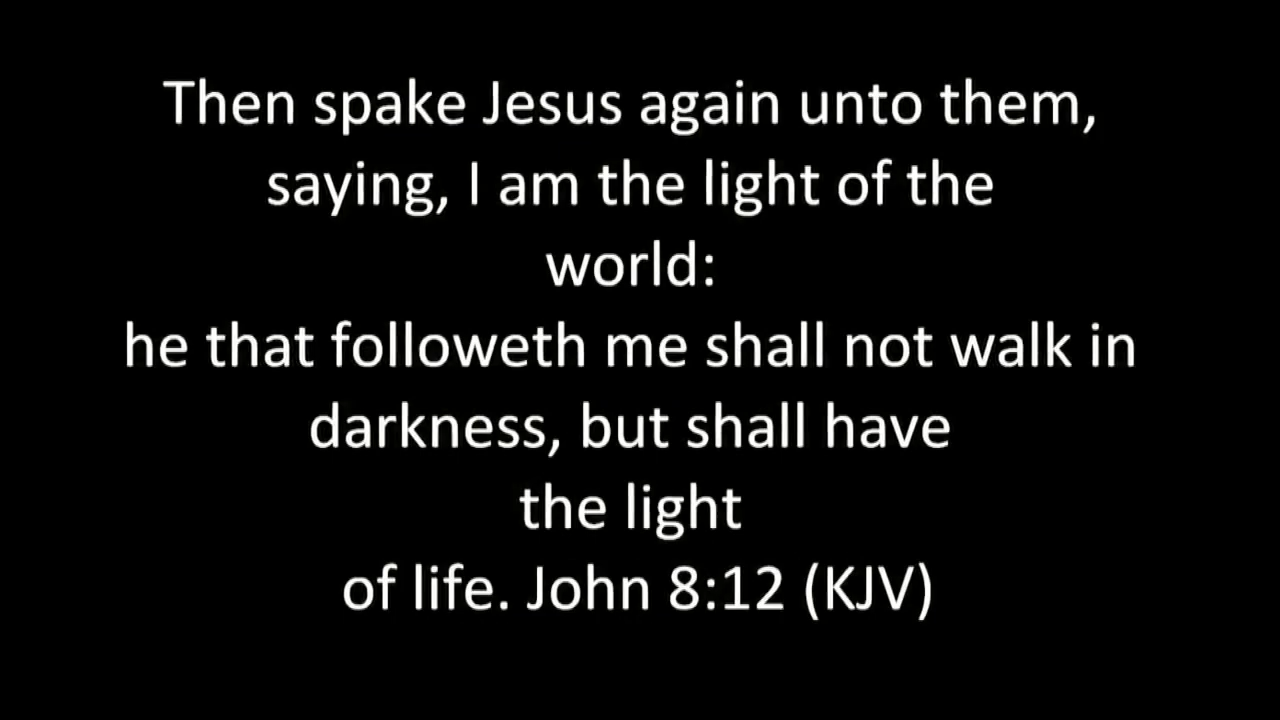 Then spake Jesus again unto them,
saying, I am the light of the
world:
he that followeth me shall not walk in
darkness, but shall have
the light
of life. John 8:12 (KJV)